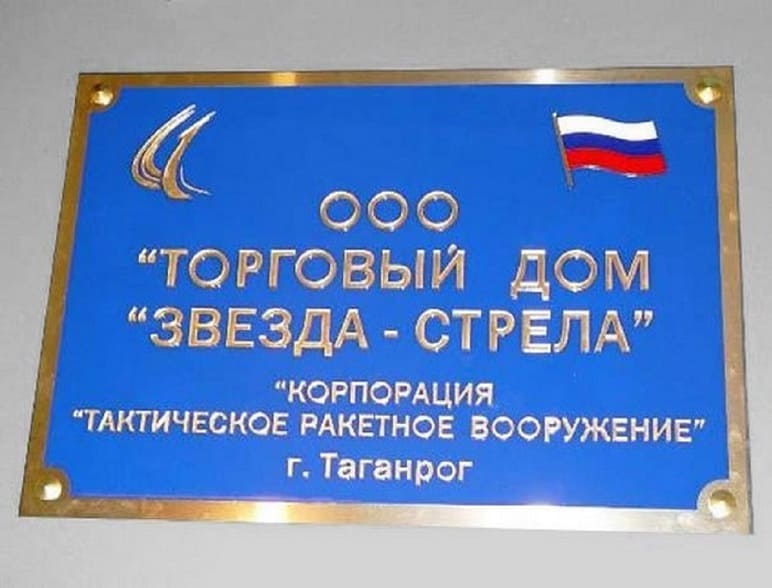 ООО
"ТОРГОВЫЙ ДОМ
"ЗВЕЗДА - СТРЕЛА"
"КОРПОРАЦИЯ
"ТАКТИЧЕСКОЕ РАКЕТНОЕ ВООРУЖЕНИЕ"
г. Таганрог